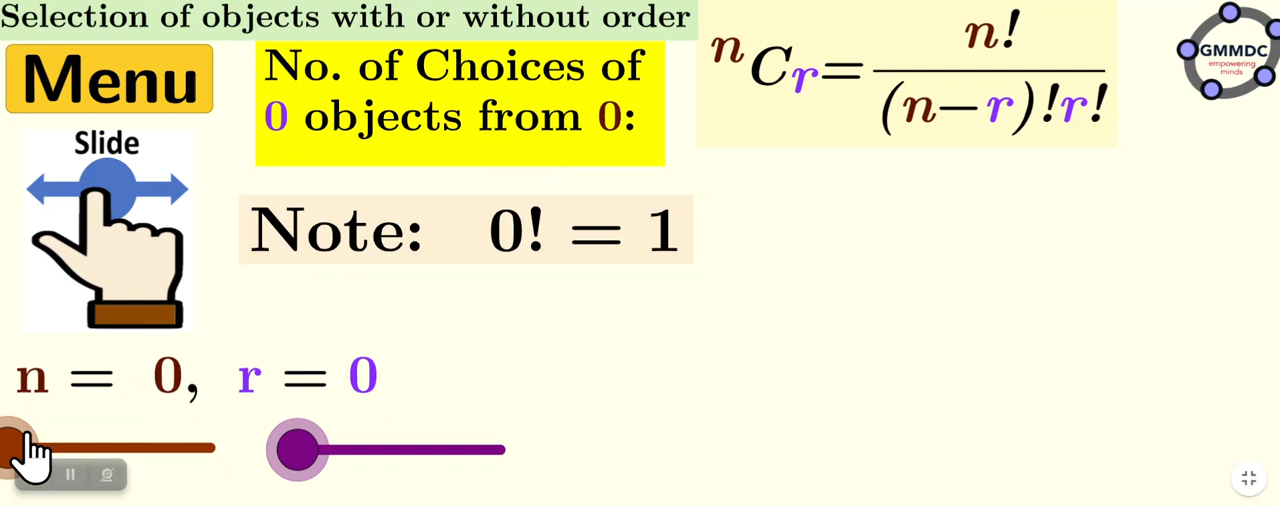 Selection of objects with or without order
Menu
No. of Choices of
0 objects from 0:
nCr= n! / (n−r)!r!
GMMDC
empowering
minds
Slide
Note: 0! = 1
n = 0, r = 0